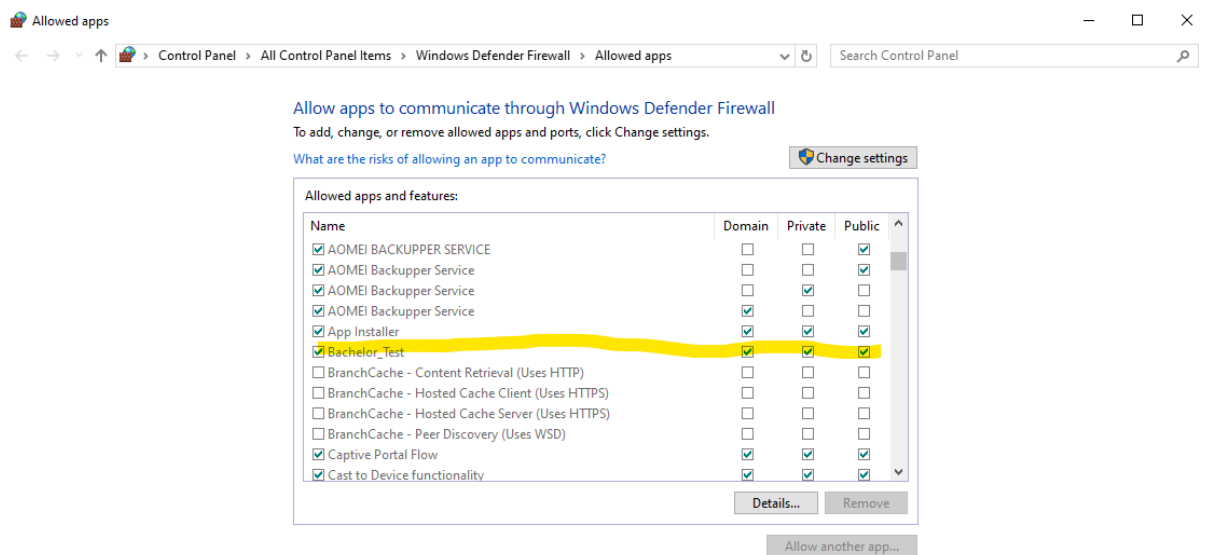 Allowed apps
Control Panel > All Control Panel Items > Windows Defender Firewall > Allowed apps
Search Control Panel
Allow apps to communicate through Windows Defender Firewall
To add, change, or remove allowed apps and ports, click Change settings.
What are the risks of allowing an app to communicate?
Change settings
Allowed apps and features:
Name Domain Private Public
AOMEI BACKUPPER SERVICE
AOMEI Backupper Service
AOMEI Backupper Service
AOMEI Backupper Service
App Installer
Bachelor_Test
BranchCache - Content Retrieval (Uses HTTP)
BranchCache - Hosted Cache Client (Uses HTTPS)
BranchCache - Hosted Cache Server (Uses HTTPS)
BranchCache - Peer Discovery (Uses WSD)
Captive Portal Flow
Cast to Device functionality
Details... Remove
Allow another app...